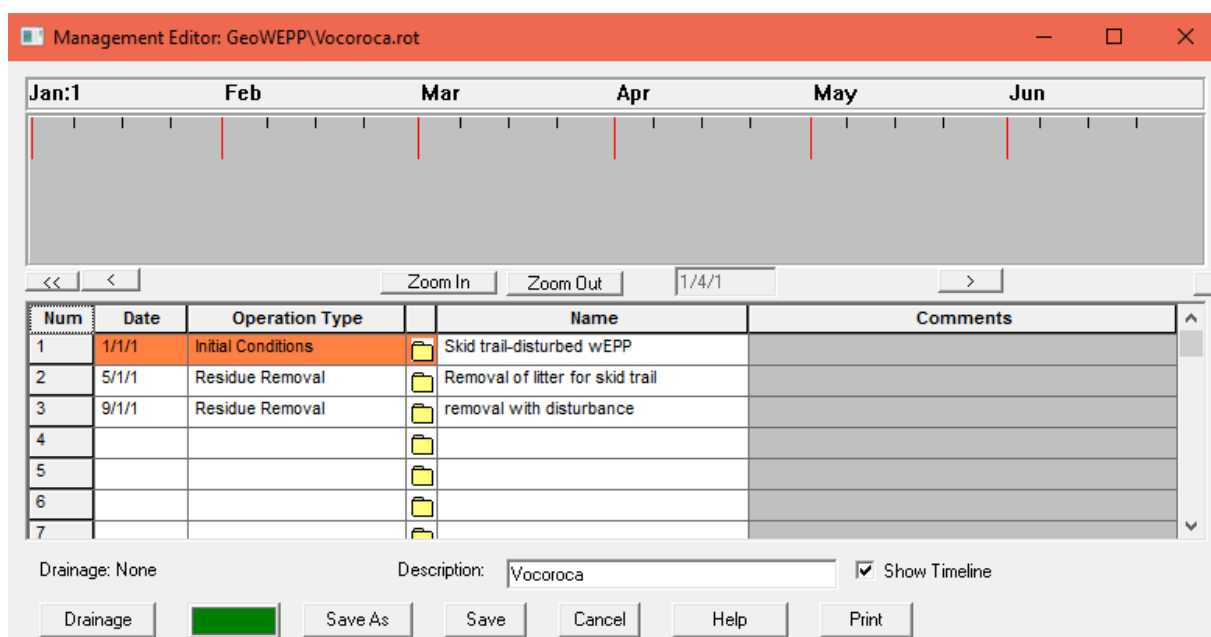 Management Editor: GeoWEPP\Vocoroca.rot
Jan:1 Feb Mar Apr May Jun
<< < Zoom In Zoom Out 1/4/1 >
Num Date Operation Type Name Comments
1 1/1/1 Initial Conditions Skid trail-disturbed wEPP
2 5/1/1 Residue Removal Removal of litter for skid trail
3 9/1/1 Residue Removal removal with disturbance
4
5
6
7
Drainage: None Description: Vocoroca Show Timeline
Drainage Save As Save Cancel Help Print